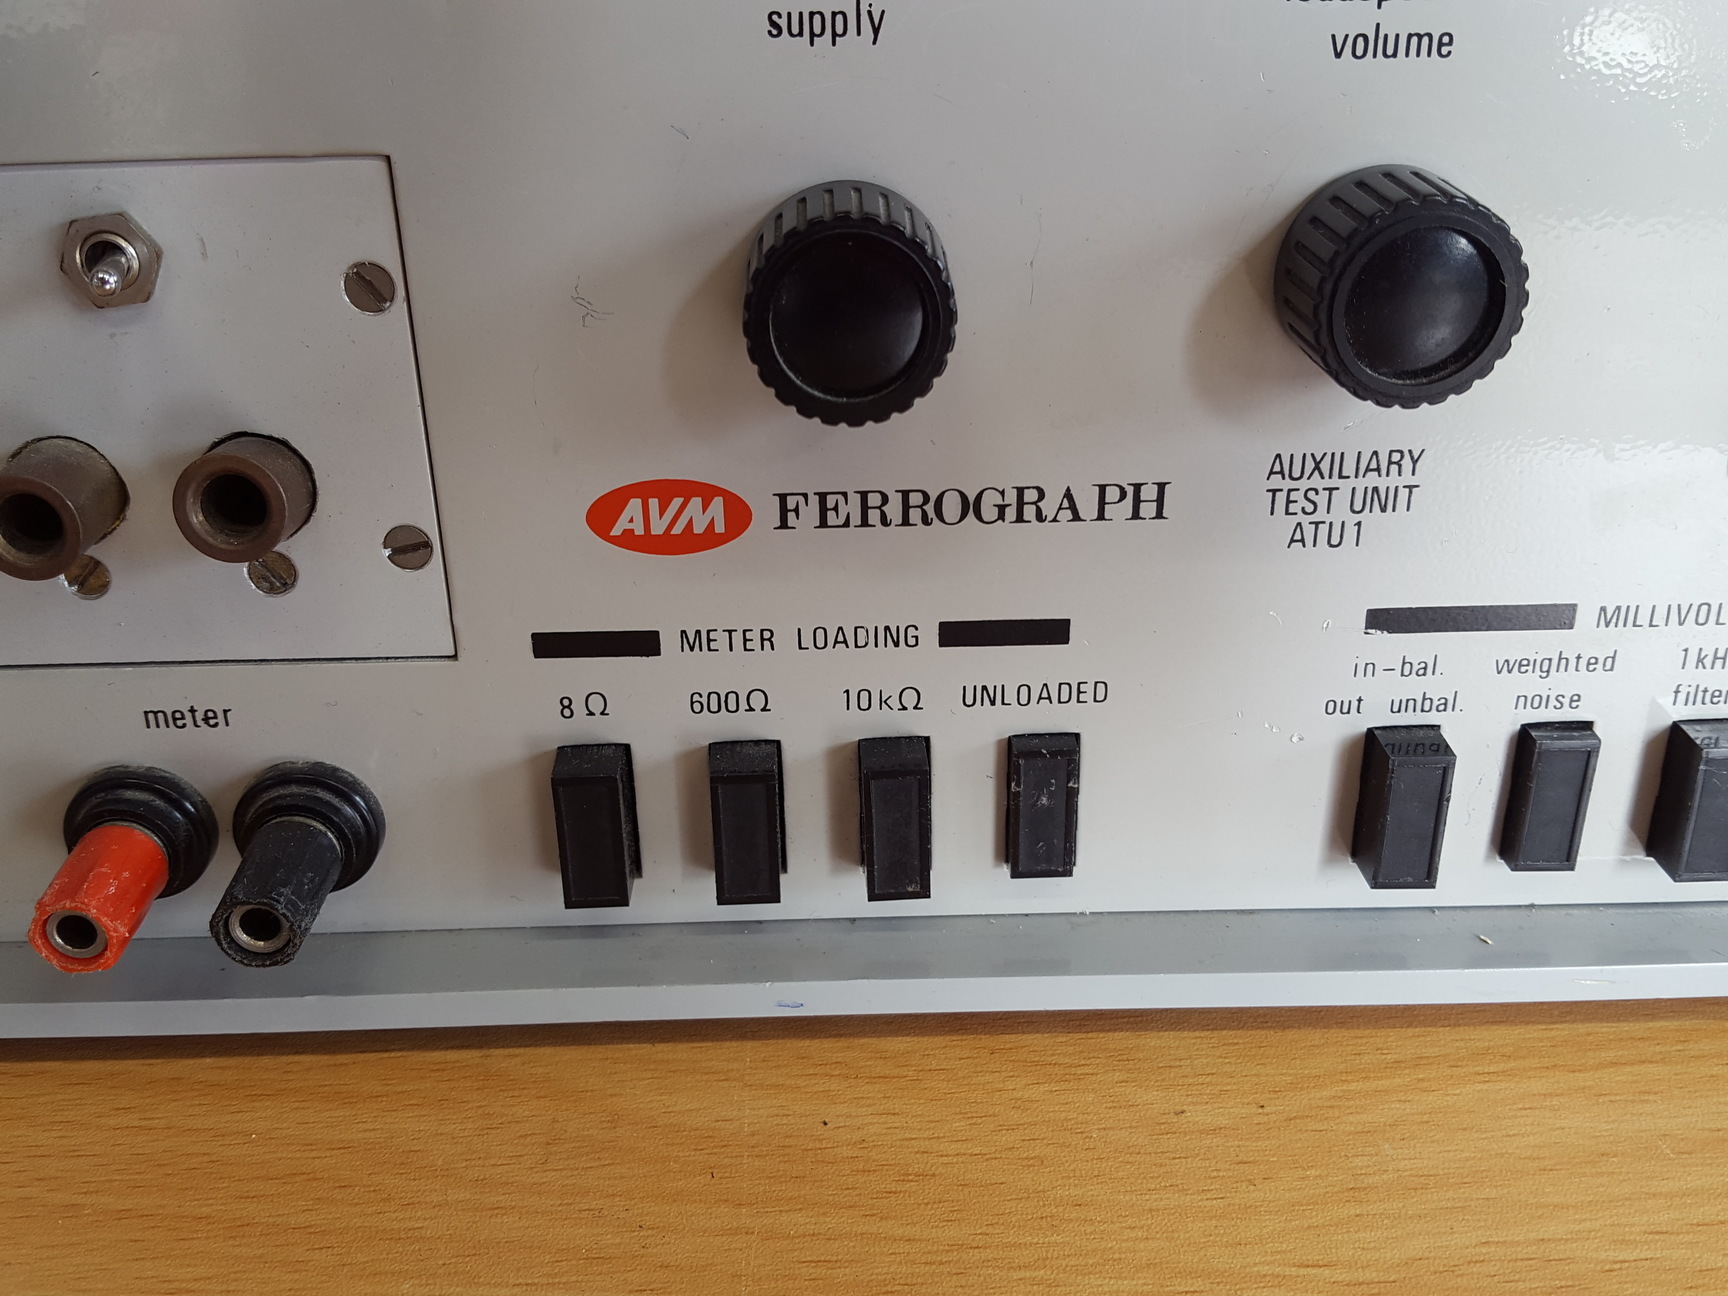 supply
volume
AVM FERROGRAPH
AUXILIARY
TEST UNIT
ATU1
METER LOADING
8Ω 600Ω 10kΩ UNLOADED
meter
in-bal. weighted
out unbal. noise